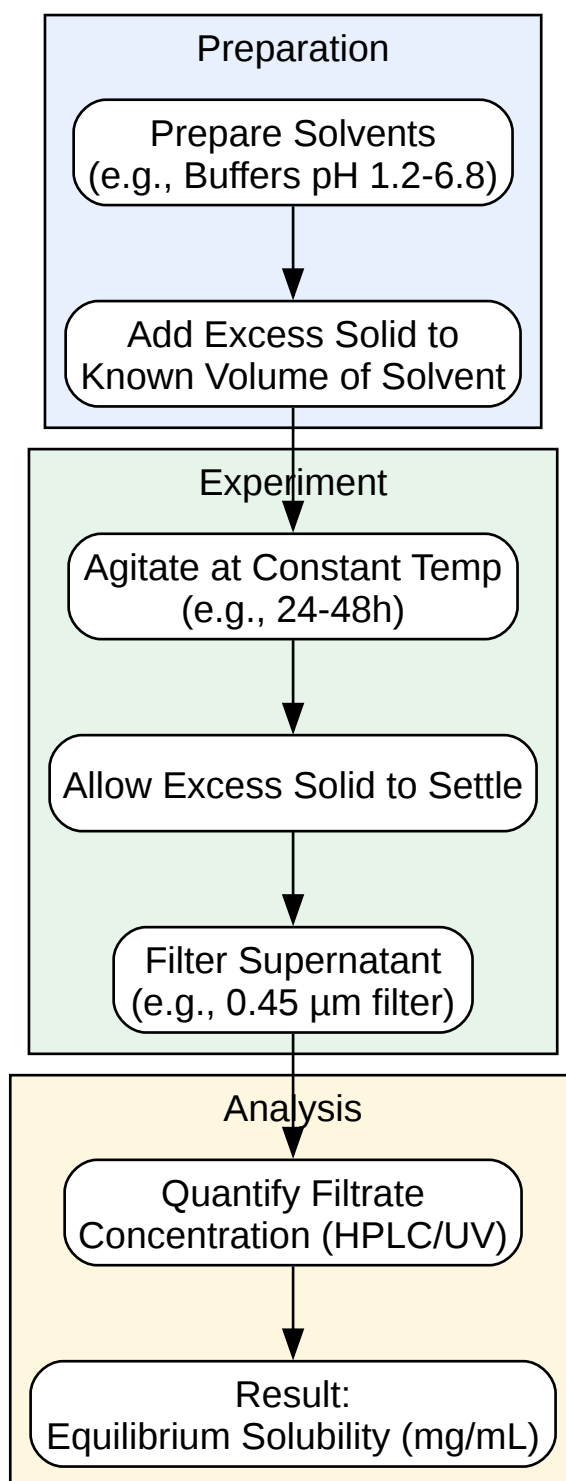 Preparation
Prepare Solvents
(e.g., Buffers pH 1.2-6.8)
Add Excess Solid to
Known Volume of Solvent
Experiment
Agitate at Constant Temp
(e.g., 24-48h)
Allow Excess Solid to Settle
Filter Supernatant
(e.g., 0.45 µm filter)
Analysis
Quantify Filtrate
Concentration (HPLC/UV)
Result:
Equilibrium Solubility (mg/mL)